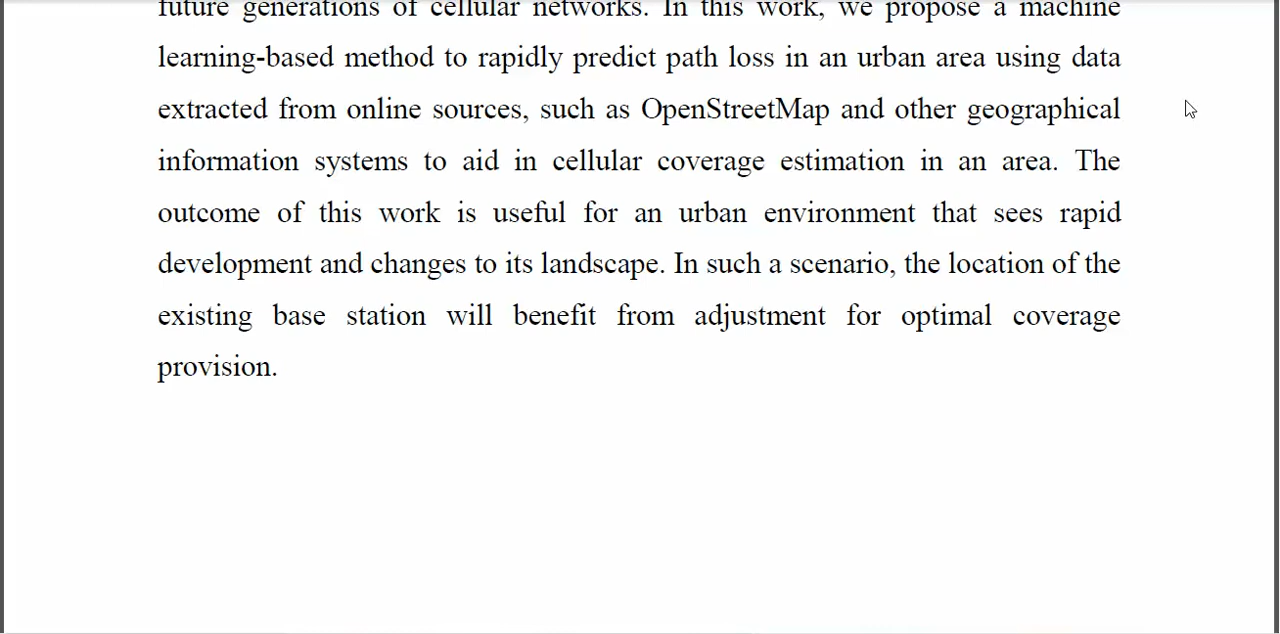 future generations of cellular networks. In this work, we propose a machine
learning-based method to rapidly predict path loss in an urban area using data
extracted from online sources, such as OpenStreetMap and other geographical
information systems to aid in cellular coverage estimation in an area. The
outcome of this work is useful for an urban environment that sees rapid
development and changes to its landscape. In such a scenario, the location of the
existing base station will benefit from adjustment for optimal coverage
provision.